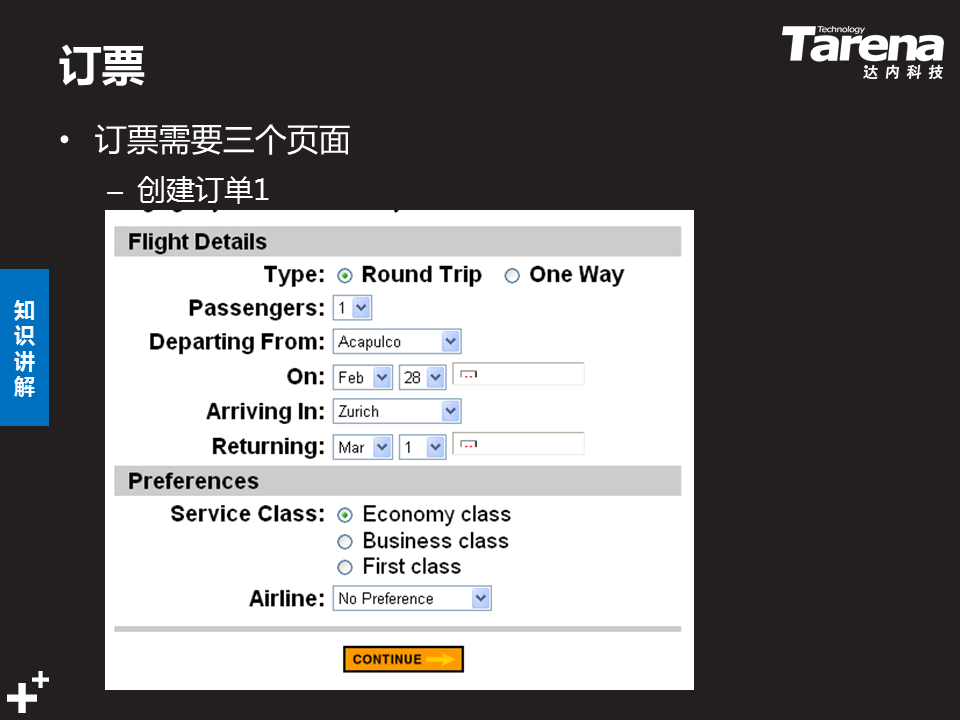 订票
Technology
Tarena
达内科技
• 订票需要三个页面
– 创建订单1
知识讲解
Flight Details
Type: Round Trip One Way
Passengers: 1
Departing From: Acapulco
On: Feb 28
Arriving In: Zurich
Returning: Mar 1
Preferences
Service Class: Economy class
Business class
First class
Airline: No Preference
CONTINUE